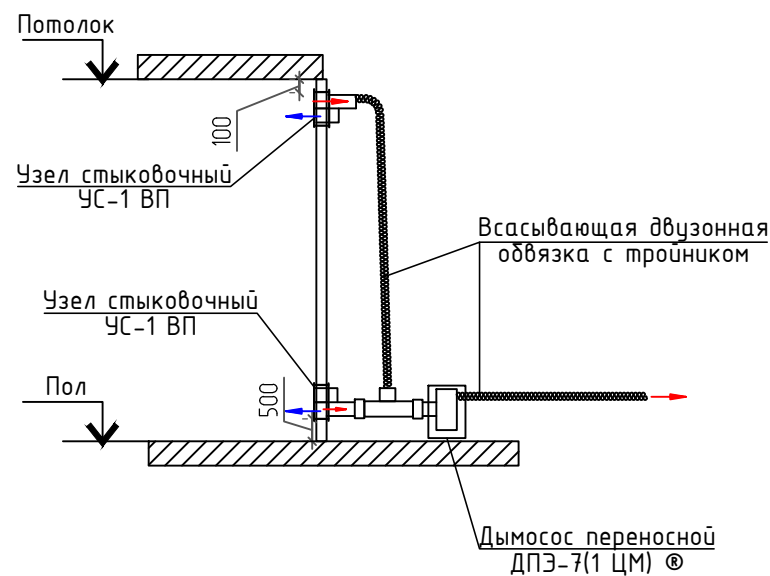 Потолок
100
Узел стыковочный
УС-1 ВП
Всасывающая двузонная
обвязка с тройником
Узел стыковочный
УС-1 ВП
Пол
500
Дымосос переносной
ДПЭ-7(1 ЦМ) ®